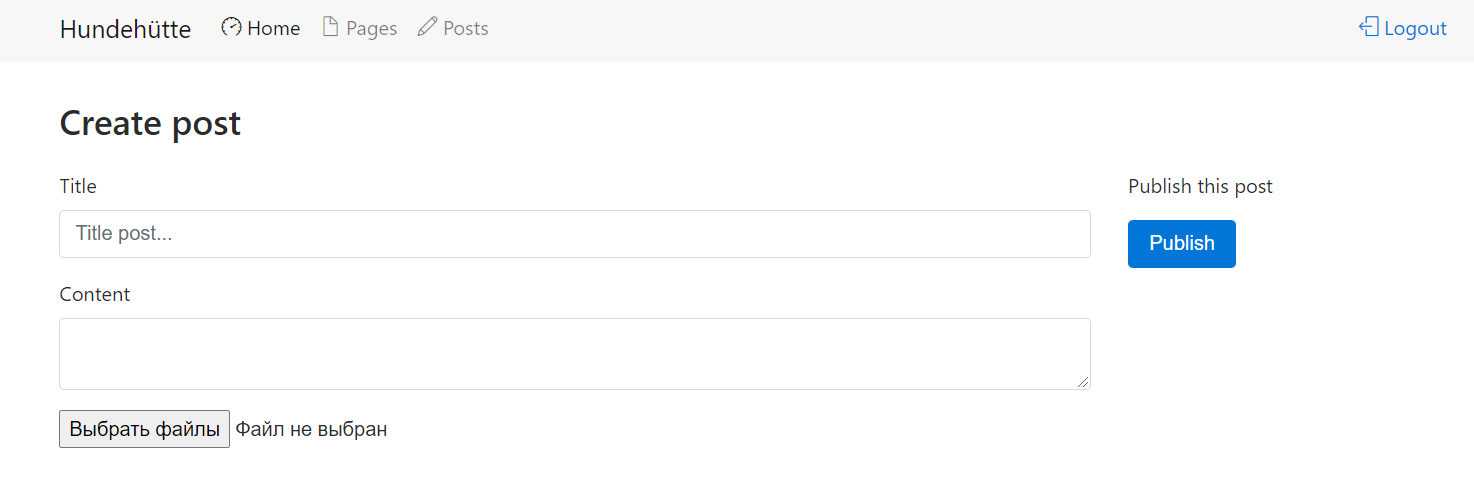 Hundehütte Home Pages Posts Logout
Create post
Title
Title post...
Content
Выбрать файлы Файл не выбран
Publish this post
Publish